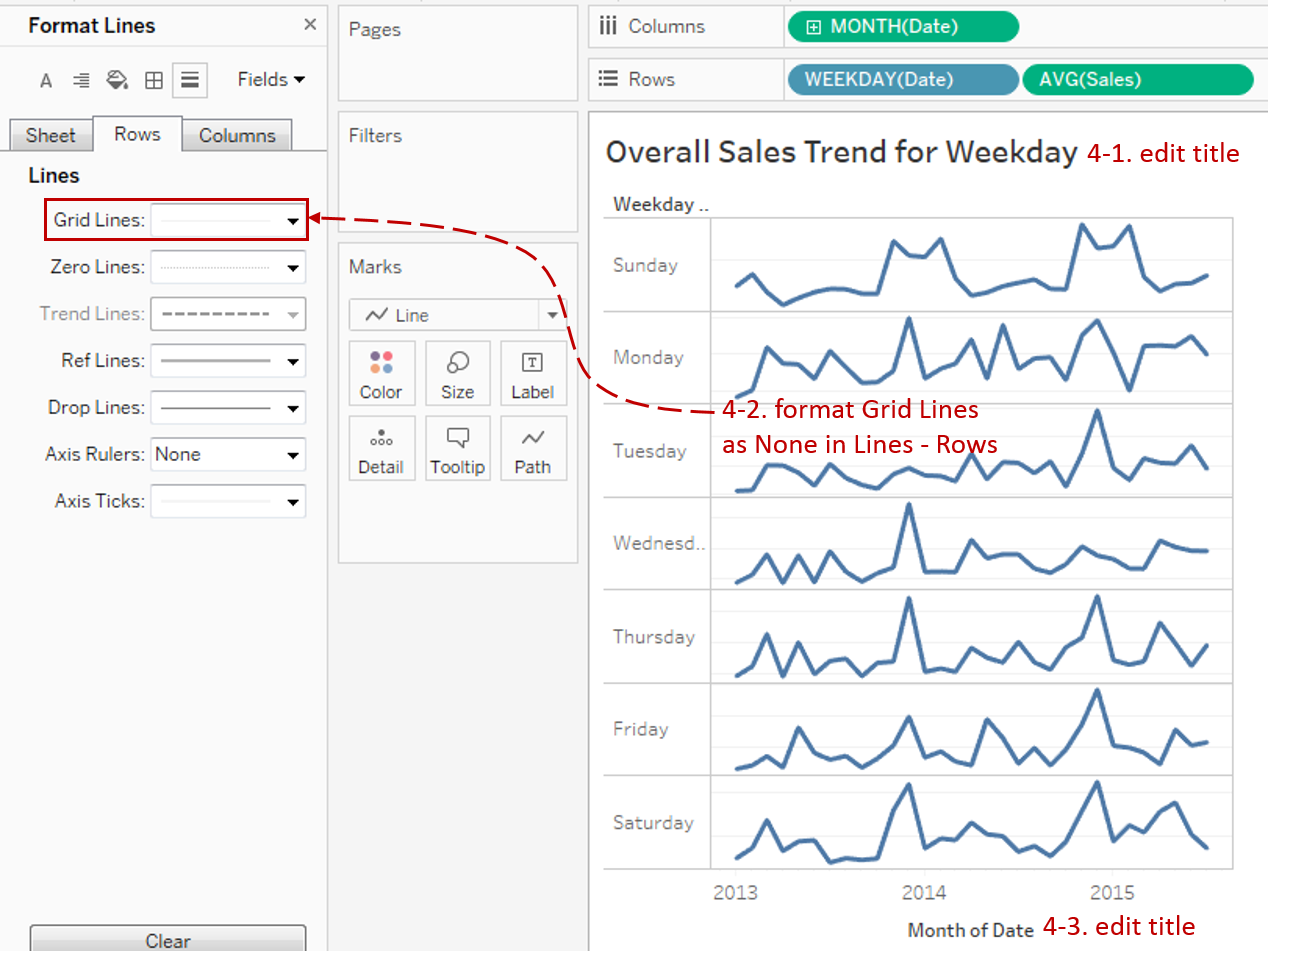 Format Lines
Fields
Sheet
Rows
Columns
Lines
Grid Lines:
Zero Lines:
Trend Lines:
Ref Lines:
Drop Lines:
Axis Rulers: None
Axis Ticks:
Clear
Pages
Filters
Marks
Line
Color
Size
Label
Detail
Tooltip
Path
Columns
MONTH(Date)
Rows
WEEKDAY(Date)
AVG(Sales)
Overall Sales Trend for Weekday
4-1. edit title
Weekday ..
Sunday
Monday
4-2. format Grid Lines
as None in Lines - Rows
Tuesday
Wednesd..
Thursday
Friday
Saturday
2013
2014
2015
Month of Date
4-3. edit title